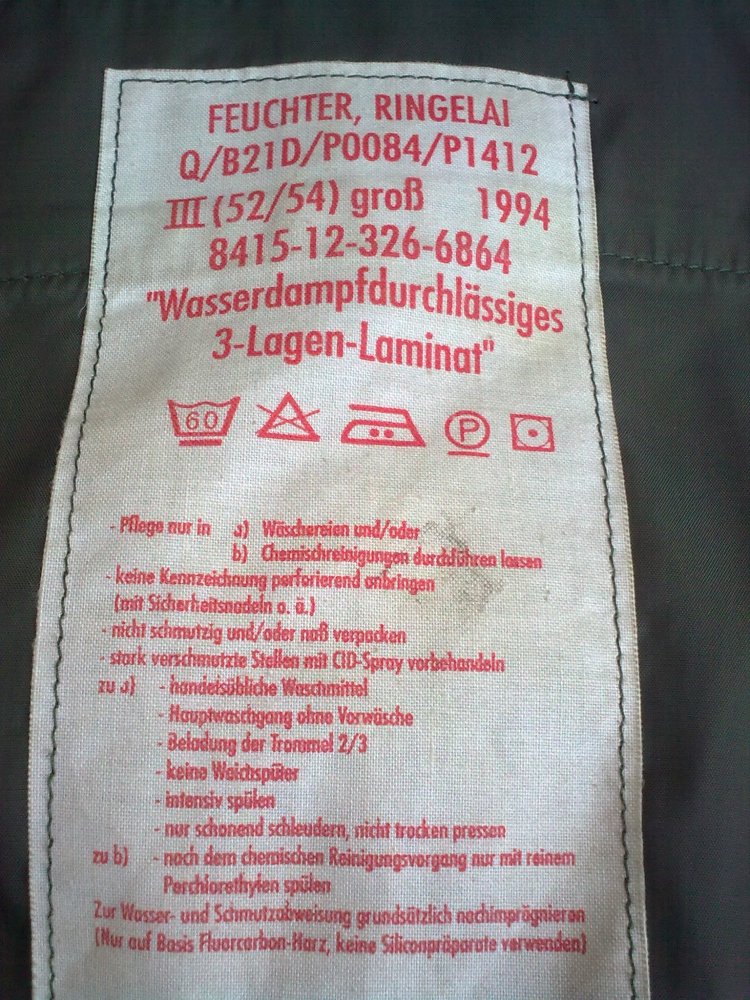 FEUCHTER, RINGELAI
Q/B21D/P0084/P1412
III (52/54) groß 1994
8415-12-326-6864
"Wasserdampfdurchlässiges
3-Lagen-Laminat"
60 P
- Pflege nur in a) Wäschereien und/oder
b) Chemischreinigungen durchführen lassen
- keine Kennzeichnung perforierend anbringen
(mit Sicherheitsnadeln o. ä.)
- nicht schmutzig und/oder naß verpacken
- stark verschmutzte Stellen mit CID-Spray vorbehandeln
zu a) - handelsübliche Waschmittel
- Hauptwaschgang ohne Vorwäsche
- Beladung der Trommel 2/3
- keine Weichspüler
- intensiv spülen
- nur schonend schleudern, nicht trocken pressen
zu b) - nach dem chemischen Reinigungsvorgang nur mit reinem
Perchlorethylen spülen
Zur Wasser- und Schmutzabweisung grundsätzlich nachimprägnieren
(Nur auf Basis Fluorcarbon-Harz, keine Siliconpräparate verwenden)